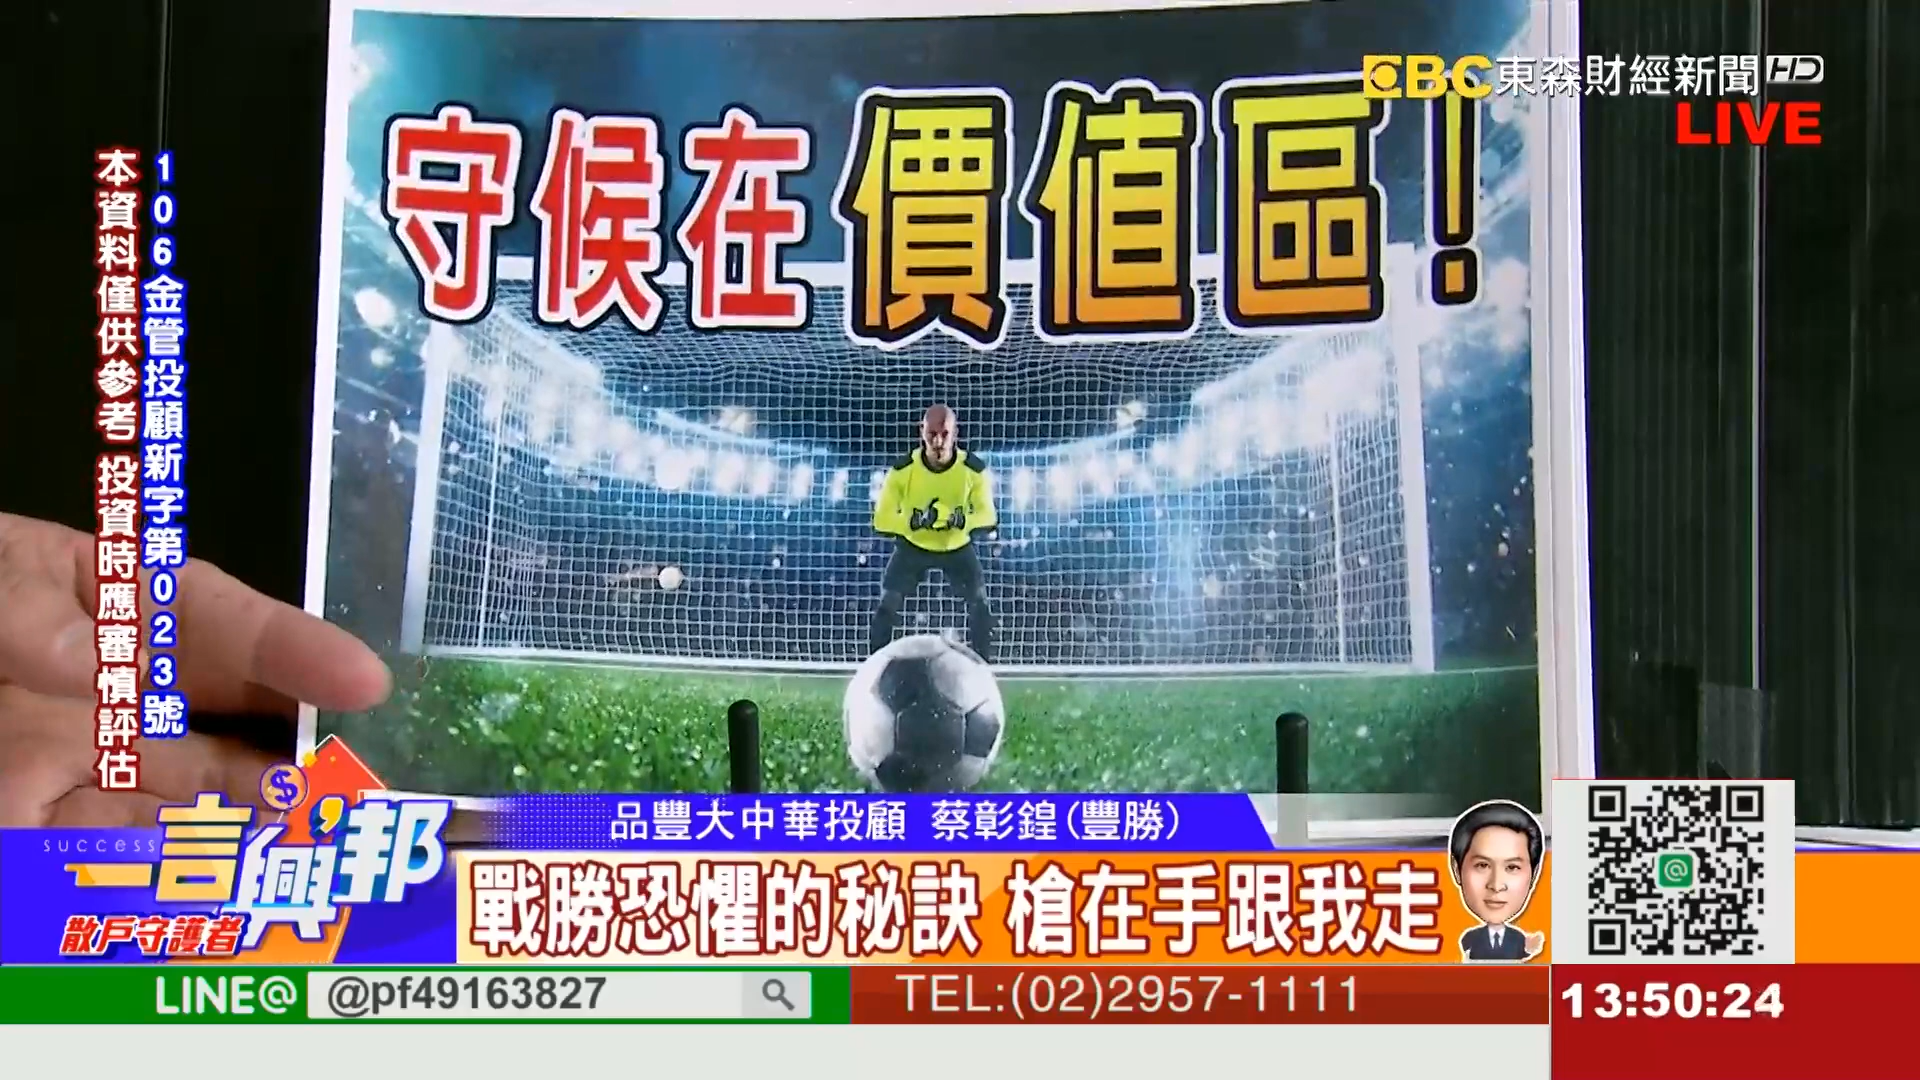 守候在價值區!
EBC東森財經新聞HD
LIVE
106金管投顧新字第023號
本資料僅供參考 投資時應審慎評估
success
一言興邦
散戶守護者
品豐大中華投顧 蔡彰鍠(豐勝)
戰勝恐懼的秘訣 槍在手跟我走
LINE@ @pf49163827
TEL:(02)2957-1111
13:50:24